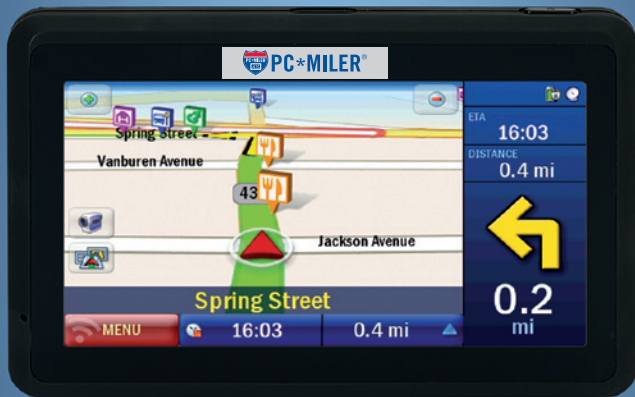 PC*MILER®
Spring Street
Vanburen Avenue
43
Jackson Avenue
Spring Street
MENU
16:03
0.4 mi
ETA
16:03
DISTANCE
0.4 mi
0.2
mi